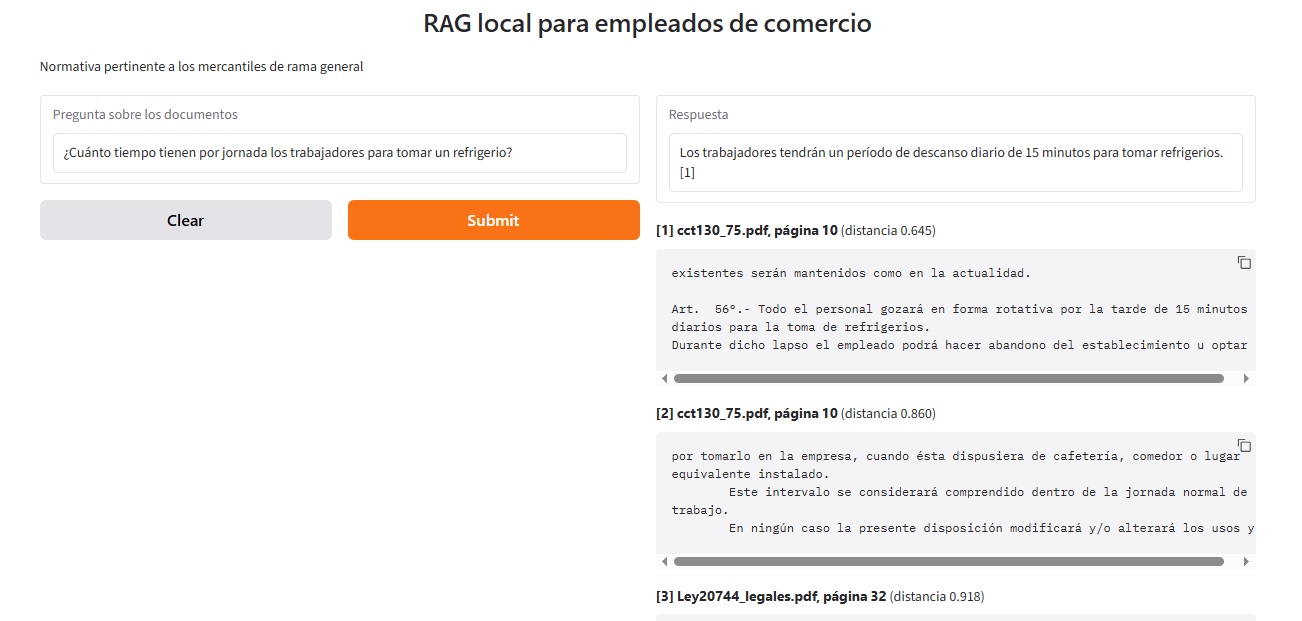 RAG local para empleados de comercio
Normativa pertinente a los mercantiles de rama general
Pregunta sobre los documentos
¿Cuánto tiempo tienen por jornada los trabajadores para tomar un refrigerio?
Clear
Submit
Respuesta
Los trabajadores tendrán un período de descanso diario de 15 minutos para tomar refrigerios.
[1]
[1] cct130_75.pdf, página 10 (distancia 0.645)
existentes serán mantenidos como en la actualidad.
Art.  56°.- Todo el personal gozará en forma rotativa por la tarde de 15 minutos
diarios para la toma de refrigerios.
Durante dicho lapso el empleado podrá hacer abandono del establecimiento u optar
[2] cct130_75.pdf, página 10 (distancia 0.860)
por tomarlo en la empresa, cuando ésta dispusiera de cafetería, comedor o lugar
equivalente instalado.
Este intervalo se considerará comprendido dentro de la jornada normal de
trabajo.
En ningún caso la presente disposición modificará y/o alterará los usos y
[3] Ley20744_legales.pdf, página 32 (distancia 0.918)